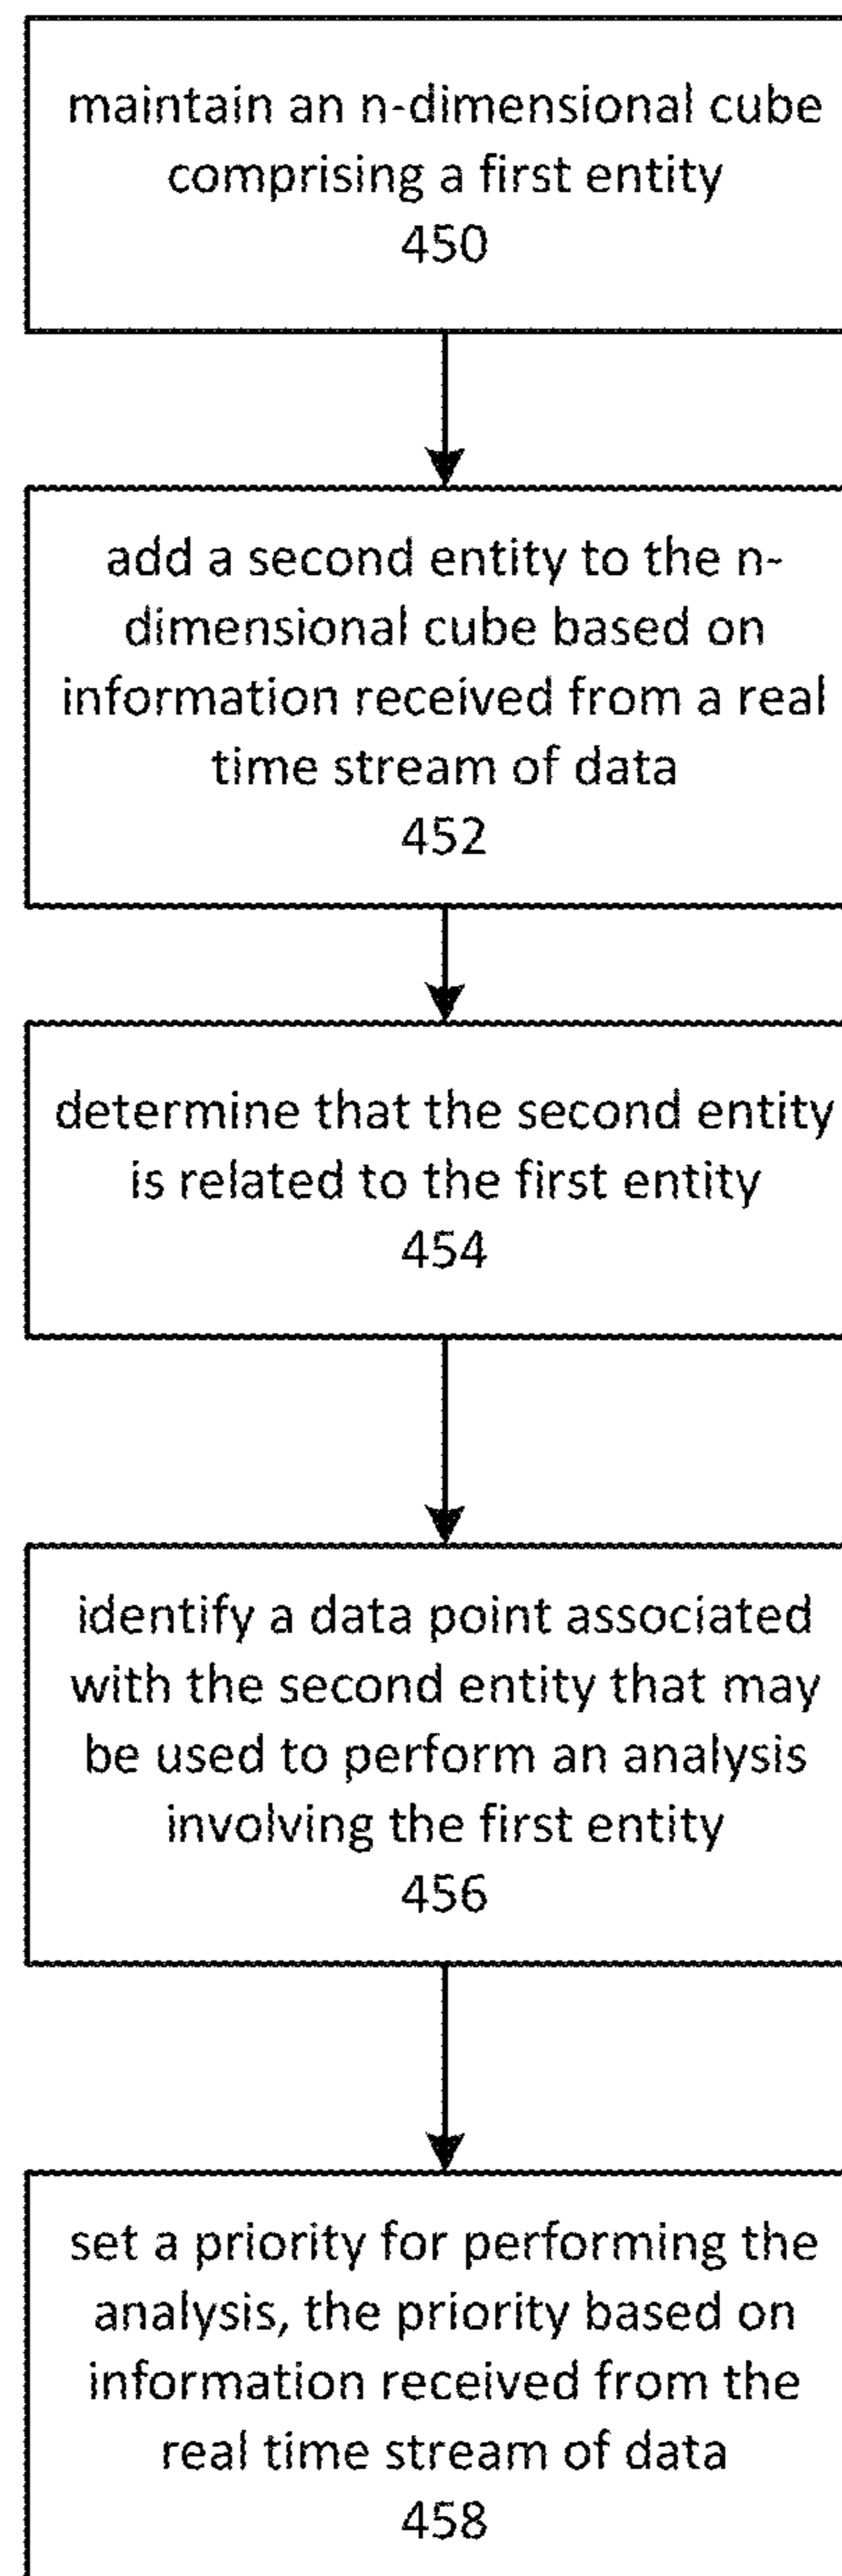 maintain an n-dimensional cube
comprising a first entity
450
add a second entity to the n-
dimensional cube based on
information received from a real
time stream of data
452
determine that the second entity
is related to the first entity
454
identify a data point associated
with the second entity that may
be used to perform an analysis
involving the first entity
456
set a priority for performing the
analysis, the priority based on
information received from the
real time stream of data
458